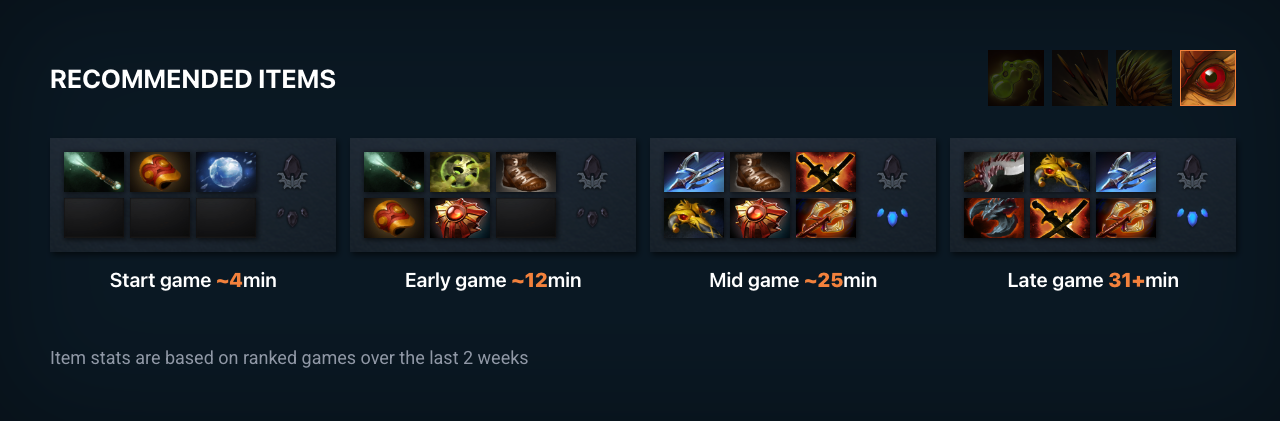 RECOMMENDED ITEMS
Start game ~4min
Early game ~12min
Mid game ~25min
Late game 31+min
Item stats are based on ranked games over the last 2 weeks